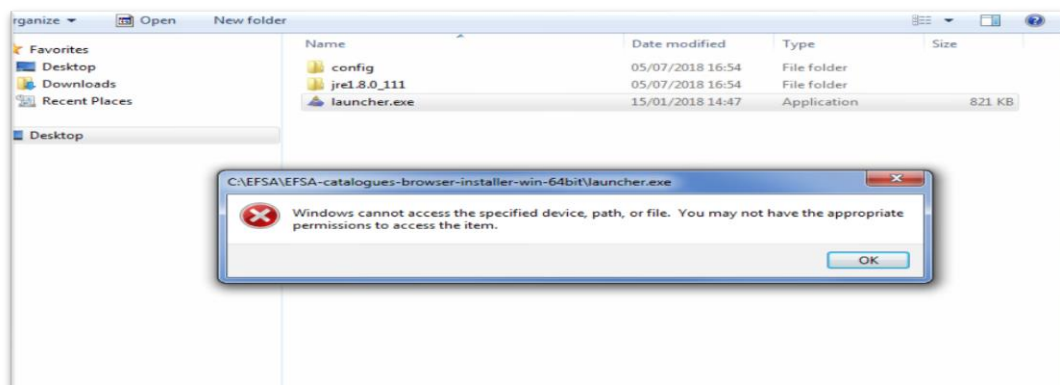 rganize Open New folder
Name Date modified Type Size
Favorites
Desktop config 05/07/2018 16:54 File folder
Downloads jre1.8.0_111 05/07/2018 16:54 File folder
Recent Places launcher.exe 15/01/2018 14:47 Application 821 KB
Desktop
C:\EFSA\EFSA-catalogues-browser-installer-win-64bit\launcher.exe
Windows cannot access the specified device, path, or file. You may not have the appropriate
permissions to access the item.
OK